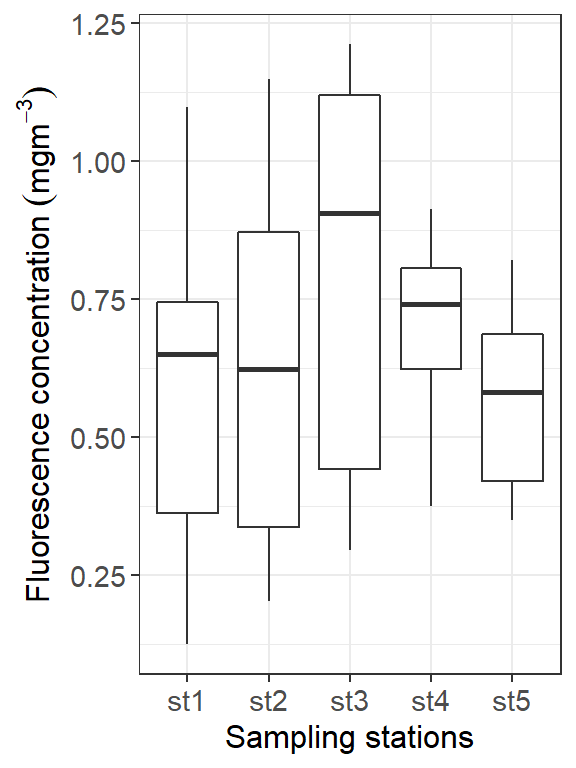 Fluorescence concentration (mgm⁻³)
1.25
1.00
0.75
0.50
0.25
st1 st2 st3 st4 st5
Sampling stations